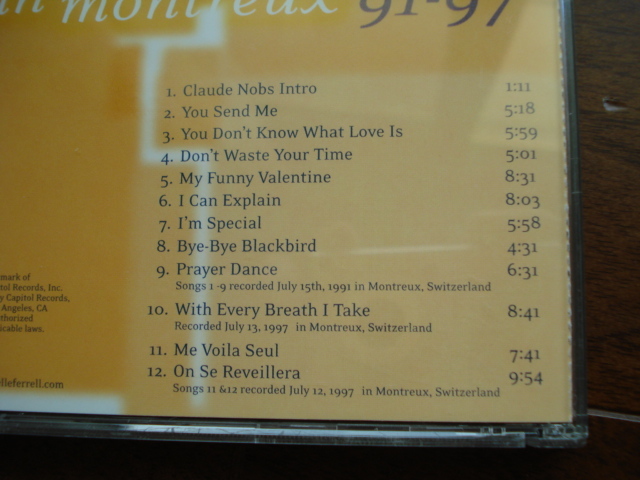 in montreux 91-97
1. Claude Nobs Intro 1:11
2. You Send Me 5:18
3. You Don't Know What Love Is 5:59
4. Don't Waste Your Time 5:01
5. My Funny Valentine 8:31
6. I Can Explain 8:03
7. I'm Special 5:58
8. Bye-Bye Blackbird 4:31
9. Prayer Dance 6:31
Songs 1 -9 recorded July 15th, 1991 in Montreux, Switzerland
10. With Every Breath I Take 8:41
Recorded July 13, 1997 in Montreux, Switzerland
11. Me Voila Seul 7:41
12. On Se Reveillera 9:54
Songs 11 &12 recorded July 12, 1997 in Montreux, Switzerland
mark of
tol Records, Inc.
y Capitol Records,
Angeles, CA
thorized
icable laws.
elleferrell.com